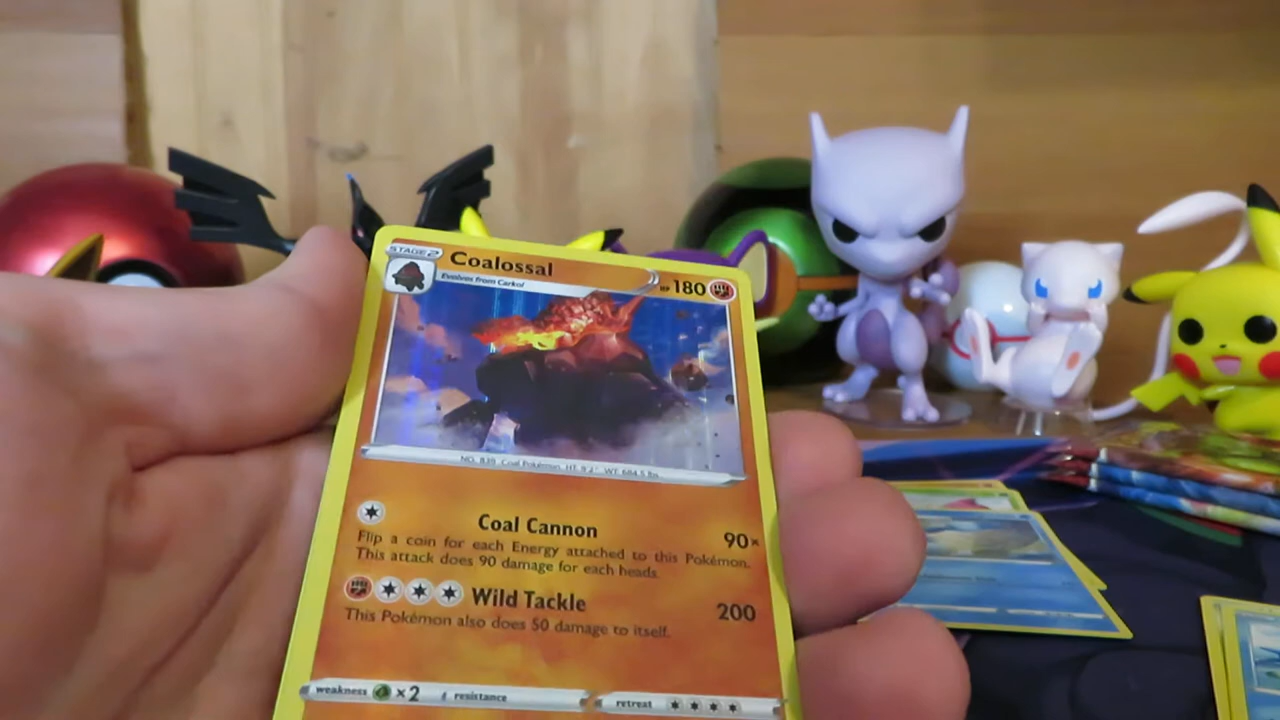 STAGE 2
Coalossal
HP 180
Evolves from Carkol
NO. 839 Coal Pokémon HT: 9'2" WT: 684.5 lbs.
Coal Cannon 90×
Flip a coin for each Energy attached to this Pokémon.
This attack does 90 damage for each heads.
Wild Tackle 200
This Pokémon also does 50 damage to itself.
weakness ×2 resistance retreat